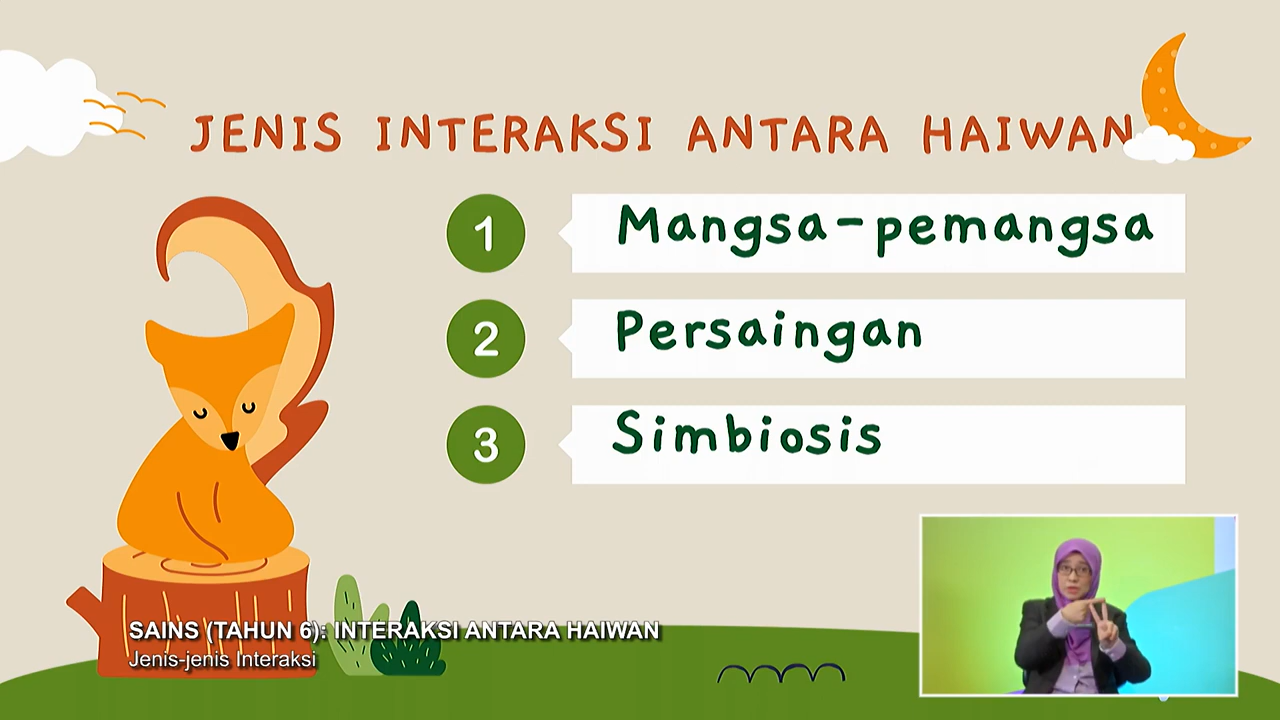 JENIS INTERAKSI ANTARA HAIWAN
1 Mangsa-pemangsa
2 Persaingan
3 Simbiosis
SAINS (TAHUN 6): INTERAKSI ANTARA HAIWAN
Jenis-jenis Interaksi